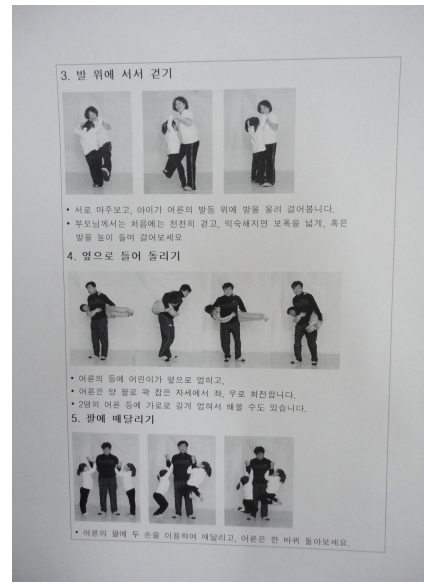 3. 발 위에 서서 걷기
• 서로 마주보고, 아이가 어른의 발등 위에 발을 올려 걸어봅니다.
• 부모님께서는 처음에는 천천히 걷고, 익숙해지면 보폭을 넓게, 혹은
발을 높이 들며 걸어보세요
4. 옆으로 들어 돌리기
• 어른의 등에 어린이가 옆으로 업히고,
• 어른은 양 팔로 꽉 잡은 자세에서 좌, 우로 회전합니다.
• 2명의 어른 등에 가로로 길게 업혀서 해볼 수도 있습니다.
5. 팔에 매달리기
• 어른의 팔에 두 손을 이용하여 매달리고, 어른은 한 바퀴 돌아보세요.